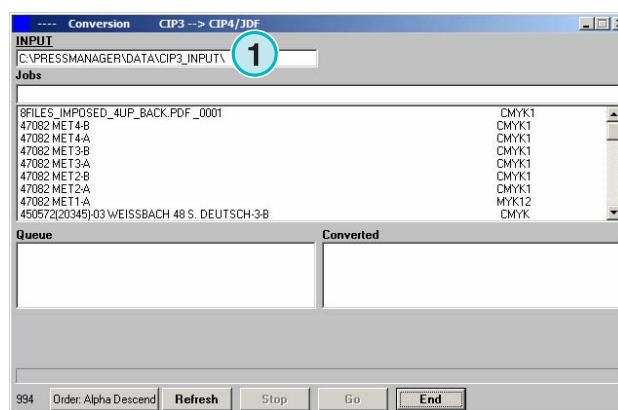 ---- Conversion CIP3 --> CIP4/JDF
INPUT
C:\PRESSMANAGER\DATA\CIP3_INPUT\
1
Jobs
8FILES_IMPOSED_4UP_BACK.PDF _0001 CMYK1
47082 MET4-B CMYK1
47082 MET4-A CMYK1
47082 MET3-B CMYK1
47082 MET3-A CMYK1
47082 MET2-B CMYK1
47082 MET2-A CMYK1
47082 MET1-A MYK12
450572(20345)-03 WEISSBACH 48 S. DEUTSCH-3-B CMYK
Queue Converted
994 Order: Alpha Descend Refresh Stop Go End